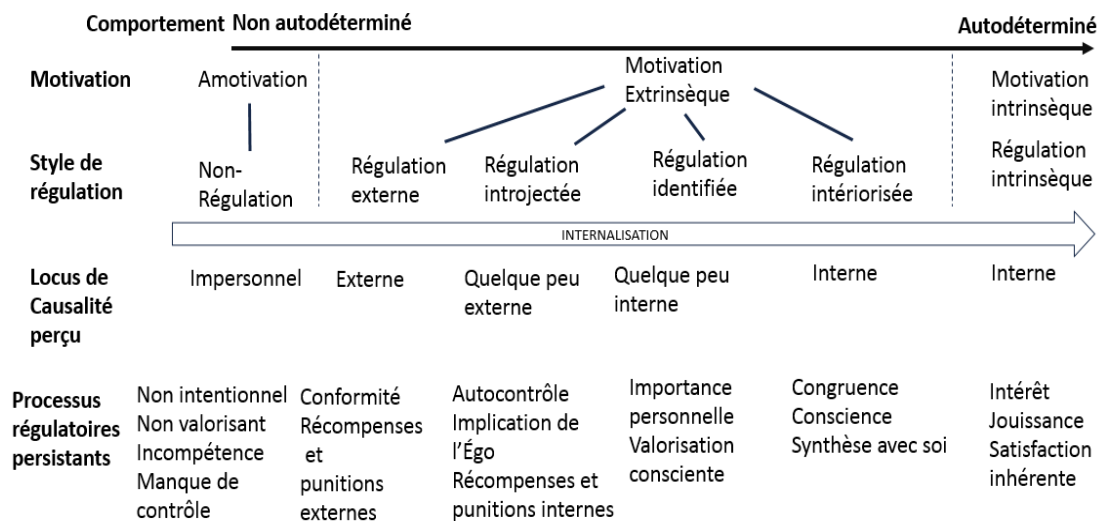 Comportement Non autodéterminé
Autodéterminé
Motivation
Amotivation
Motivation
Extrinsèque
Motivation
intrinsèque
Style de
régulation
Non-
Régulation
Régulation
externe
Régulation
introjectée
Régulation
identifiée
Régulation
intériorisée
Régulation
intrinsèque
INTERNALISATION
Locus de
Causalité
perçu
Impersonnel
Externe
Quelque peu
externe
Quelque peu
interne
Interne
Interne
Processus
régulatoires
persistants
Non intentionnel
Non valorisant
Incompétence
Manque de
contrôle
Conformité
Récompenses
et
punitions
externes
Autocontrôle
Implication de
l'Égo
Récompenses et
punitions internes
Importance
personnelle
Valorisation
consciente
Congruence
Conscience
Synthèse avec soi
Intérêt
Jouissance
Satisfaction
inhérente